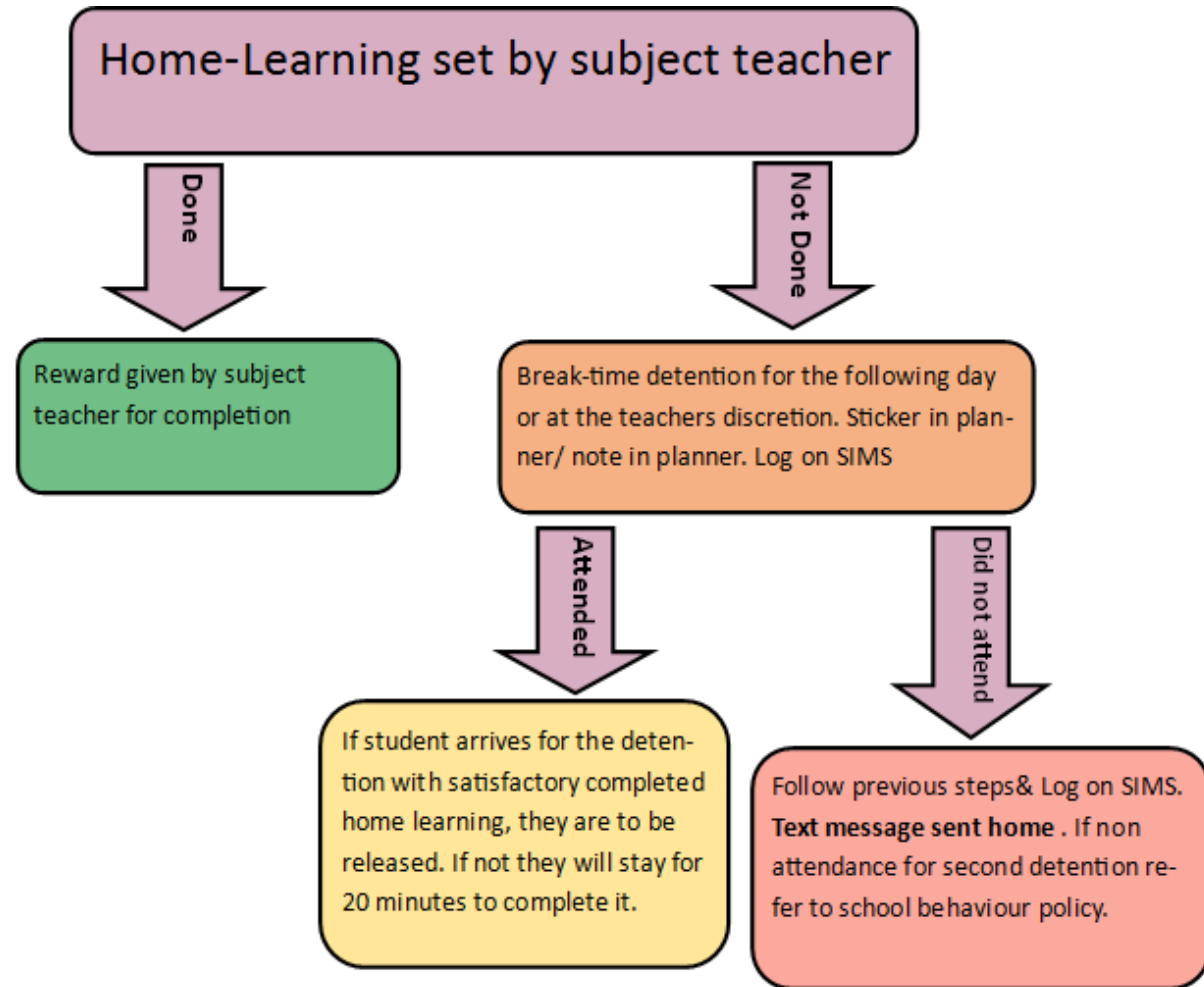 Home-Learning set by subject teacher
Done
Not Done
Reward given by subject
teacher for completion
Break-time detention for the following day
or at the teachers discretion. Sticker in plan-
ner/ note in planner. Log on SIMS
Attended
Did not attend
If student arrives for the deten-
tion with satisfactory completed
home learning, they are to be
released. If not they will stay for
20 minutes to complete it.
Follow previous steps& Log on SIMS.
Text message sent home . If non
attendance for second detention re-
fer to school behaviour policy.